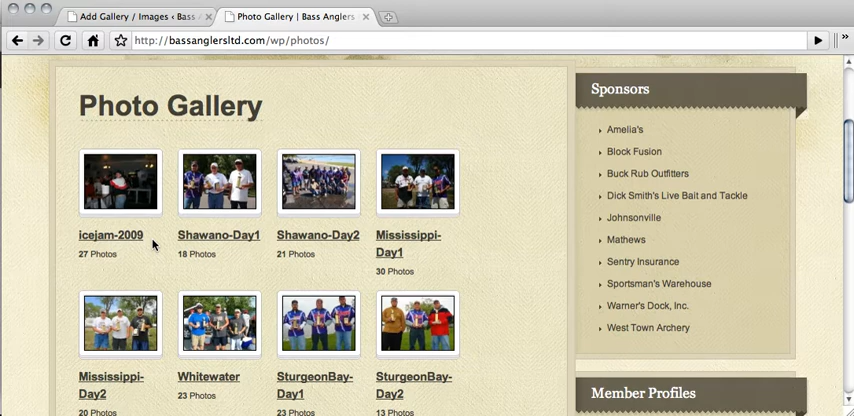 Add Gallery / Images ‹ Bass
Photo Gallery | Bass Anglers
http://bassanglersltd.com/wp/photos/
»
Photo Gallery
icejam-2009
27 Photos
Shawano-Day1
18 Photos
Shawano-Day2
21 Photos
Mississippi-
Day1
30 Photos
Mississippi-
Day2
20 Photos
Whitewater
23 Photos
SturgeonBay-
Day1
23 Photos
SturgeonBay-
Day2
13 Photos
Sponsors
Amelia's
Block Fusion
Buck Rub Outfitters
Dick Smith's Live Bait and Tackle
Johnsonville
Mathews
Sentry Insurance
Sportsman's Warehouse
Warner's Dock, Inc.
West Town Archery
Member Profiles